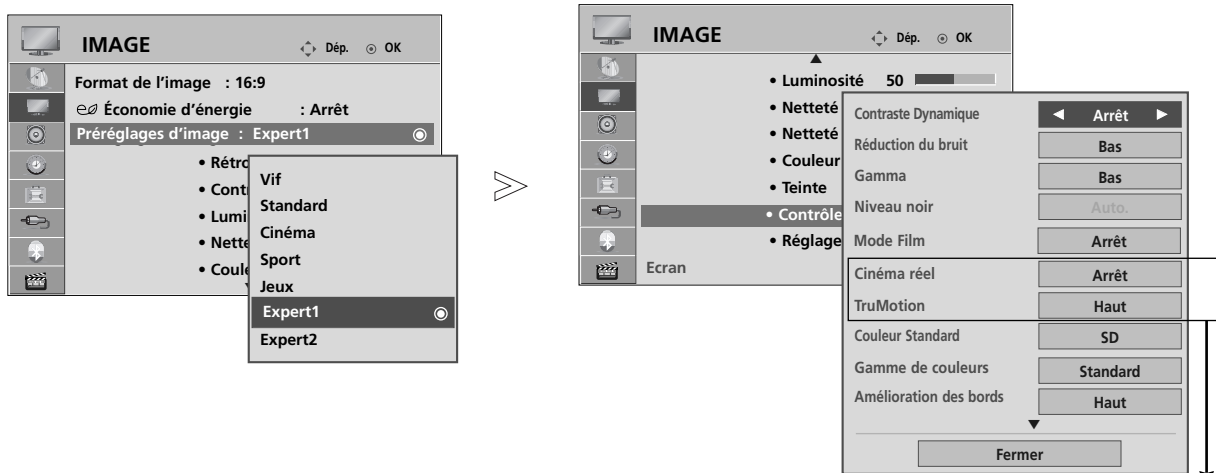 IMAGE
Dép. OK
Format de l'image : 16:9
Économie d'énergie : Arrêt
Préréglages d'image : Expert1
• Rétro
• Cont
• Lumi
• Nette
• Coule
Vif
Standard
Cinéma
Sport
Jeux
Expert1
Expert2
IMAGE
Dép. OK
• Luminosité 50
• Netteté
• Netteté
• Couleur
• Teinte
• Contrôle
• Réglage
Ecran
Contraste Dynamique ◄ Arrêt ►
Réduction du bruit Bas
Gamma Bas
Niveau noir Auto.
Mode Film Arrêt
Cinéma réel Arrêt
TruMotion Haut
Couleur Standard SD
Gamme de couleurs Standard
Amélioration des bords Haut
Fermer